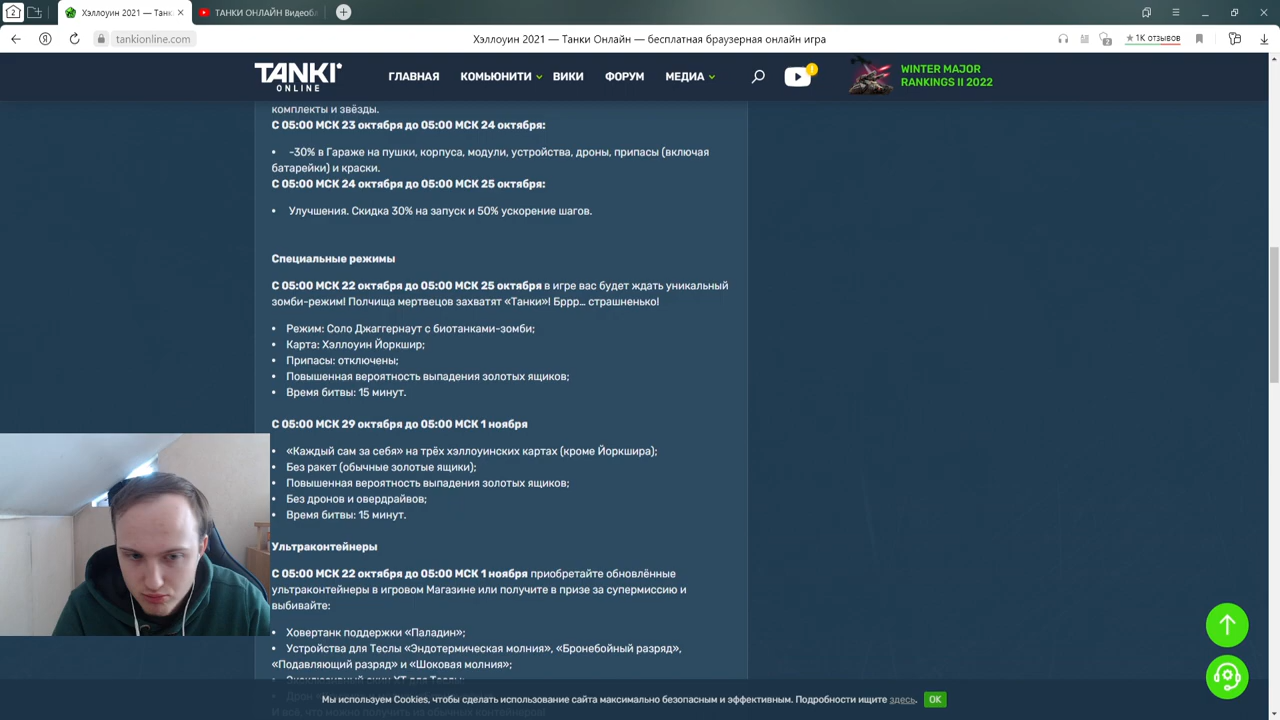 2
Хэллоуин 2021 — Танк
ТАНКИ ОНЛАЙН Видеобл
tankionline.com
Хэллоуин 2021 — Танки Онлайн — бесплатная браузерная онлайн игра
★ 1К отзывов
TANKI
ONLINE
ГЛАВНАЯ
КОМЬЮНИТИ
ВИКИ
ФОРУМ
МЕДИА
WINTER MAJOR
RANKINGS II 2022
комплекты и звёзды.
С 05:00 МСК 23 октября до 05:00 МСК 24 октября:
• -30% в Гараже на пушки, корпуса, модули, устройства, дроны, припасы (включая
батарейки) и краски.
С 05:00 МСК 24 октября до 05:00 МСК 25 октября:
• Улучшения. Скидка 30% на запуск и 50% ускорение шагов.
Специальные режимы
С 05:00 МСК 22 октября до 05:00 МСК 25 октября в игре вас будет ждать уникальный
зомби-режим! Полчища мертвецов захватят «Танки»! Бррр… страшненько!
• Режим: Соло Джаггернаут с биотанками-зомби;
• Карта: Хэллоуин Йоркшир;
• Припасы: отключены;
• Повышенная вероятность выпадения золотых ящиков;
• Время битвы: 15 минут.
С 05:00 МСК 29 октября до 05:00 МСК 1 ноября
• «Каждый сам за себя» на трёх хэллоуинских картах (кроме Йоркшира);
• Без ракет (обычные золотые ящики);
• Повышенная вероятность выпадения золотых ящиков;
• Без дронов и овердрайвов;
• Время битвы: 15 минут.
Ультраконтейнеры
С 05:00 МСК 22 октября до 05:00 МСК 1 ноября приобретайте обновлённые
ультраконтейнеры в игровом Магазине или получите в призе за супермиссию и
выбивайте:
• Ховертанк поддержки «Паладин»;
• Устройства для Теслы «Эндотермическая молния», «Бронебойный разряд»,
«Подавляющий разряд» и «Шоковая молния»;
• Эксклюзивный скин XT для Теслы;
• Дрон
Мы используем Cookies, чтобы сделать использование сайта максимально безопасным и эффективным. Подробности ищите здесь. OK